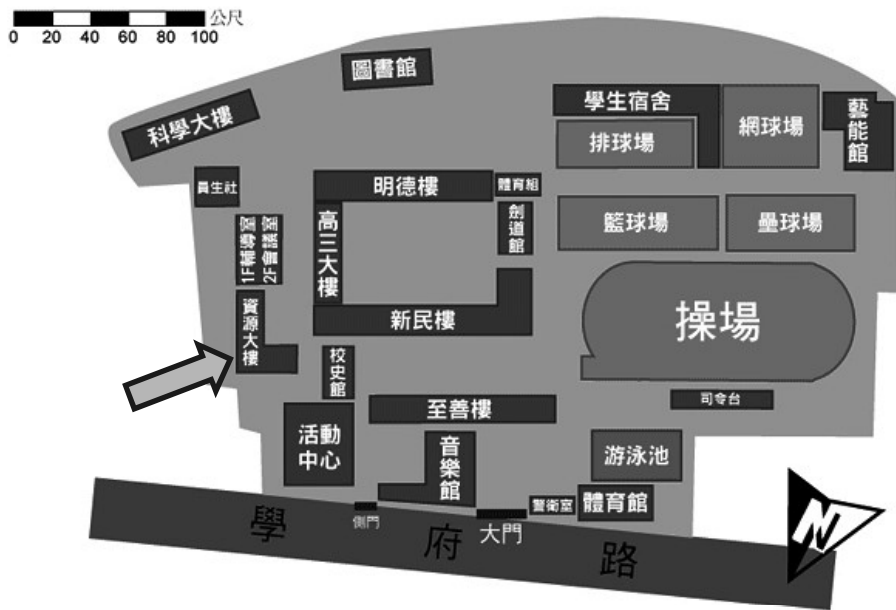 公尺
0 20 40 60 80 100
圖書館
科學大樓
學生宿舍
排球場
網球場
藝能館
員生社
明德樓
體育組
劍道館
高三大樓
籃球場
壘球場
1F輔導室
2F會議室
資源大樓
新民樓
操場
校史館
至善樓
司令台
活動
中心
音樂館
游泳池
警衛室
體育館
側門
大門
學府路
N